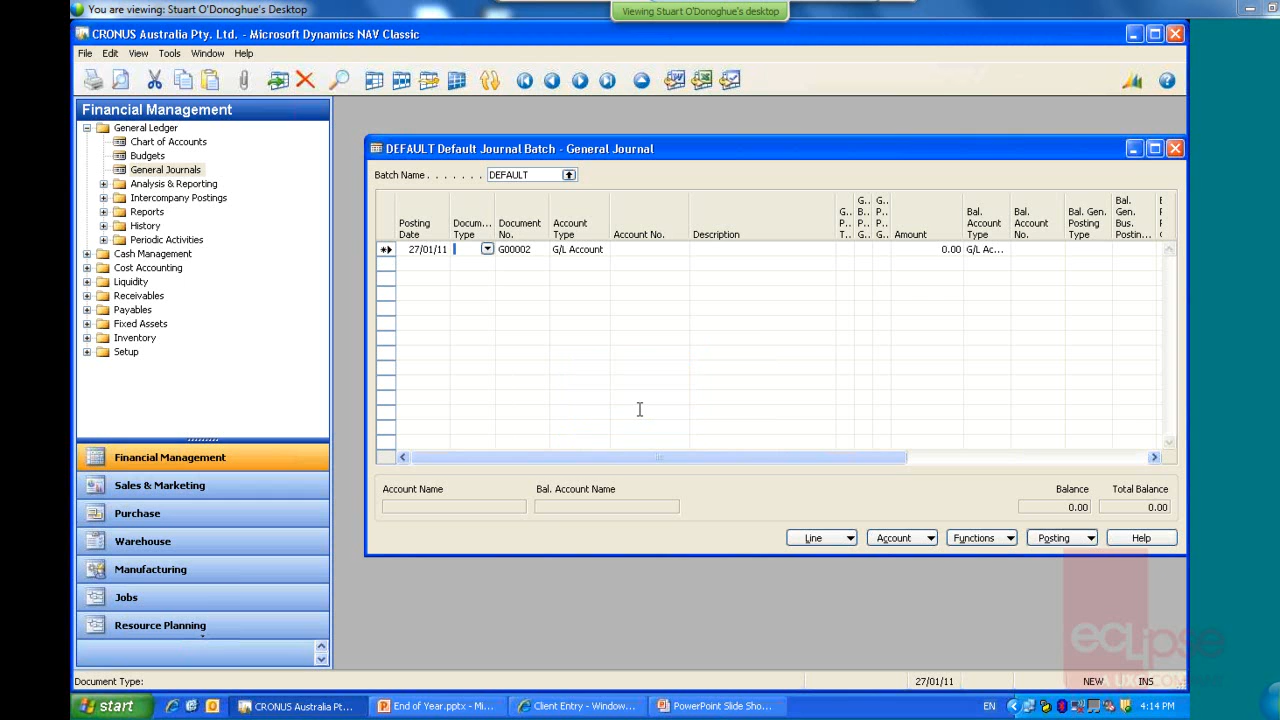 You are viewing: Stuart O'Donoghue's Desktop
Viewing Stuart O'Donoghue's desktop
CRONUS Australia Pty. Ltd. - Microsoft Dynamics NAV Classic
File Edit View Tools Window Help
Financial Management
General Ledger
Chart of Accounts
Budgets
General Journals
Analysis & Reporting
Intercompany Postings
Reports
History
Periodic Activities
Cash Management
Cost Accounting
Liquidity
Receivables
Payables
Fixed Assets
Inventory
Setup
Financial Management
Sales & Marketing
Purchase
Warehouse
Manufacturing
Jobs
Resource Planning
DEFAULT Default Journal Batch - General Journal
Batch Name . . . . . . . DEFAULT
Posting Date
Docum... Type
Document No.
Account Type
Account No.
Description
G.. P.. T..
G.. B.. P.. G..
G.. P.. G..
Amount
Bal. Account Type
Bal. Account No.
Bal. Gen. Posting Type
Bal. Gen. Bus. Postin...
27/01/11 G00002 G/L Account 0.00 G/L Ac...
Account Name Bal. Account Name Balance Total Balance
0.00 0.00
Line Account Functions Posting Help
eclipse
A UXC COMPANY
Document Type: 27/01/11 NEW INS
start CRONUS Australia Pt... End of Year.pptx - Mi... Client Entry - Window... PowerPoint Slide Sho... EN 4:14 PM